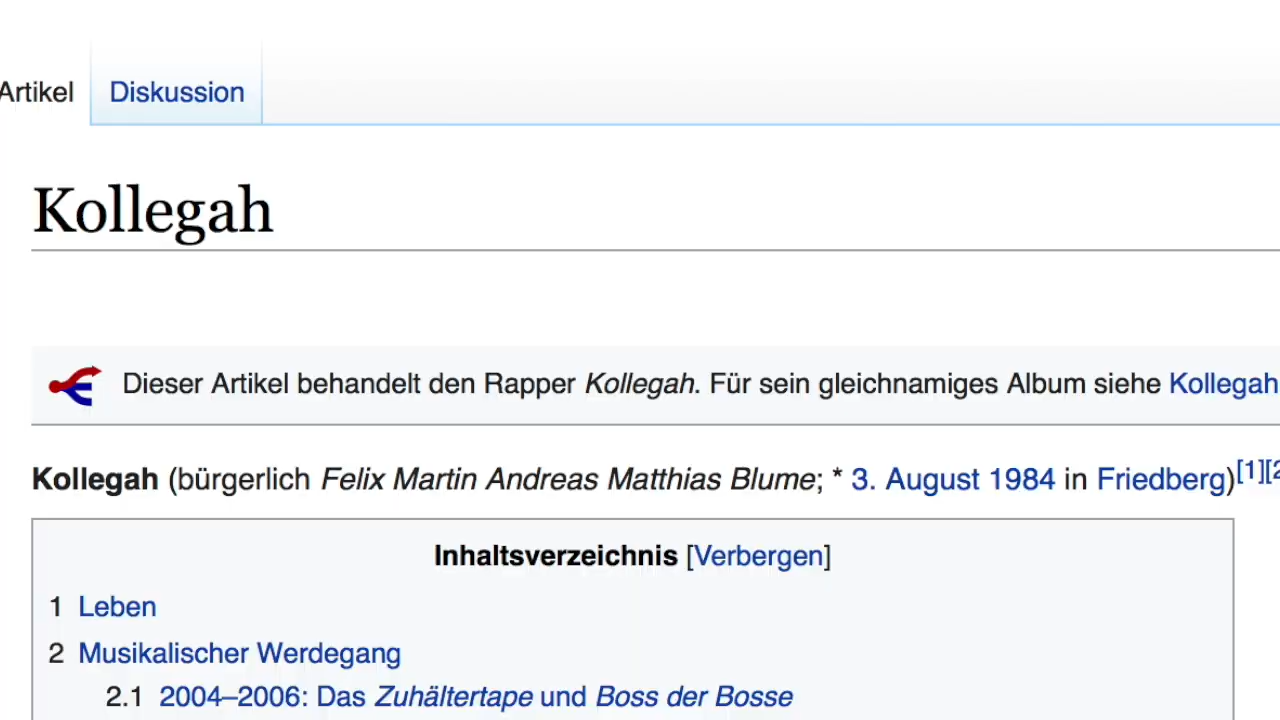 Artikel Diskussion
Kollegah
Dieser Artikel behandelt den Rapper Kollegah. Für sein gleichnamiges Album siehe Kollegah
Kollegah (bürgerlich Felix Martin Andreas Matthias Blume; * 3. August 1984 in Friedberg)[1][2
Inhaltsverzeichnis [Verbergen]
1 Leben
2 Musikalischer Werdegang
2.1 2004–2006: Das Zuhältertape und Boss der Bosse